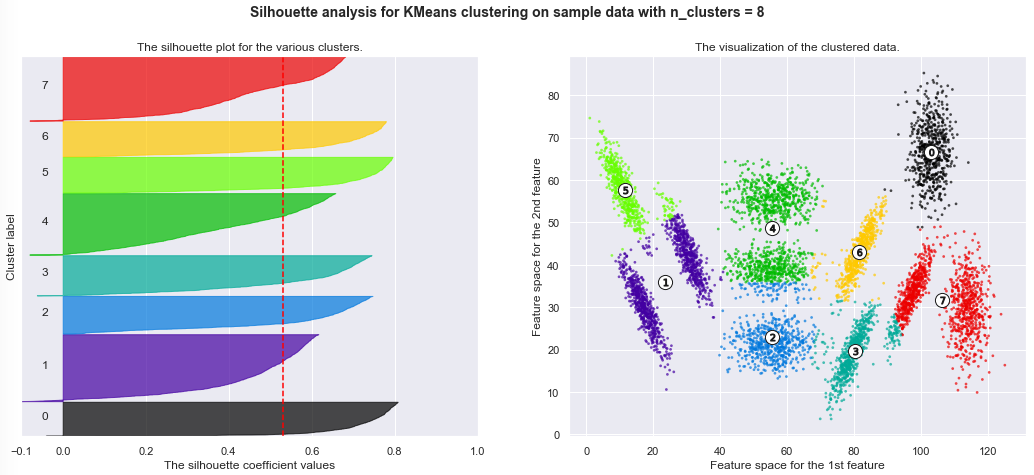 Silhouette analysis for KMeans clustering on sample data with n_clusters = 8
The silhouette plot for the various clusters.
Cluster label
7
6
5
4
3
2
1
0
−0.1 0.0 0.2 0.4 0.6 0.8 1.0
The silhouette coefficient values
The visualization of the clustered data.
Feature space for the 2nd feature
80
70
60
50
40
30
20
10
0
0
5
4
6
1
7
2
3
0 20 40 60 80 100 120
Feature space for the 1st feature